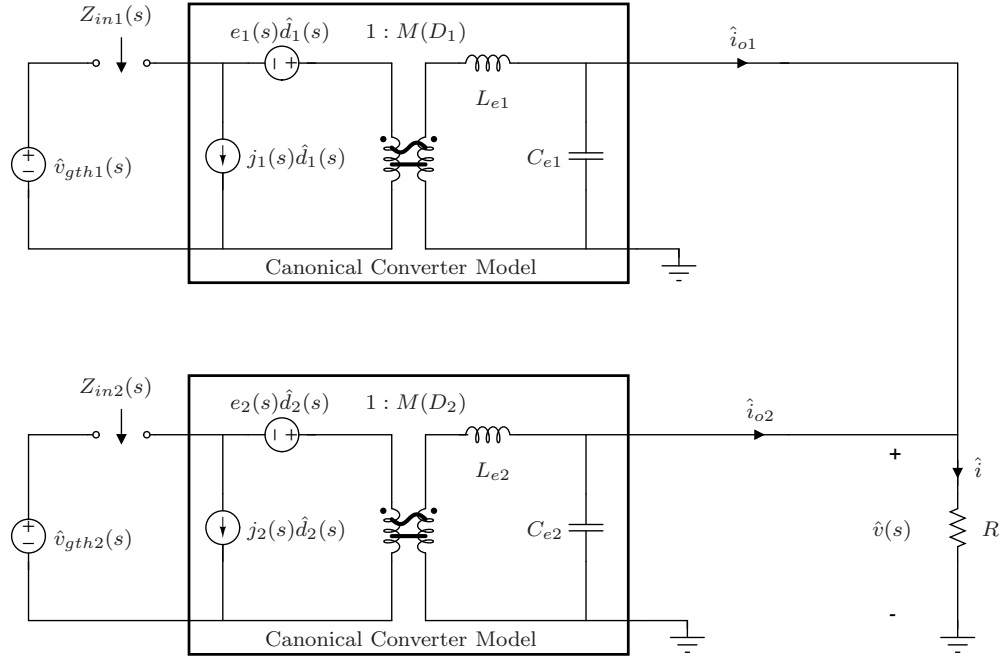 Z_{in1}(s)
e_1(s)\hat{d}_1(s)
1 : M(D_1)
\hat{i}_{o1}
L_{e1}
\hat{v}_{gth1}(s)
j_1(s)\hat{d}_1(s)
C_{e1}
Canonical Converter Model
Z_{in2}(s)
e_2(s)\hat{d}_2(s)
1 : M(D_2)
\hat{i}_{o2}
L_{e2}
+
\hat{i}
\hat{v}_{gth2}(s)
j_2(s)\hat{d}_2(s)
C_{e2}
\hat{v}(s)
R
-
Canonical Converter Model